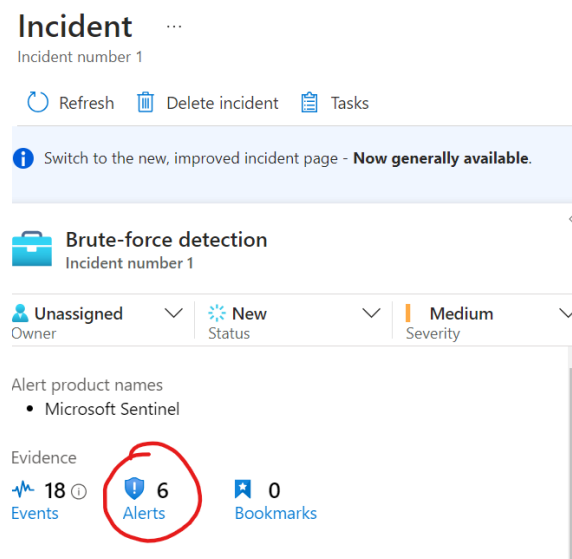 Incident ...
Incident number 1
Refresh Delete incident Tasks
Switch to the new, improved incident page - Now generally available.
Brute-force detection
Incident number 1
Unassigned New Medium
Owner Status Severity
Alert product names
• Microsoft Sentinel
Evidence
18 6 0
Events Alerts Bookmarks